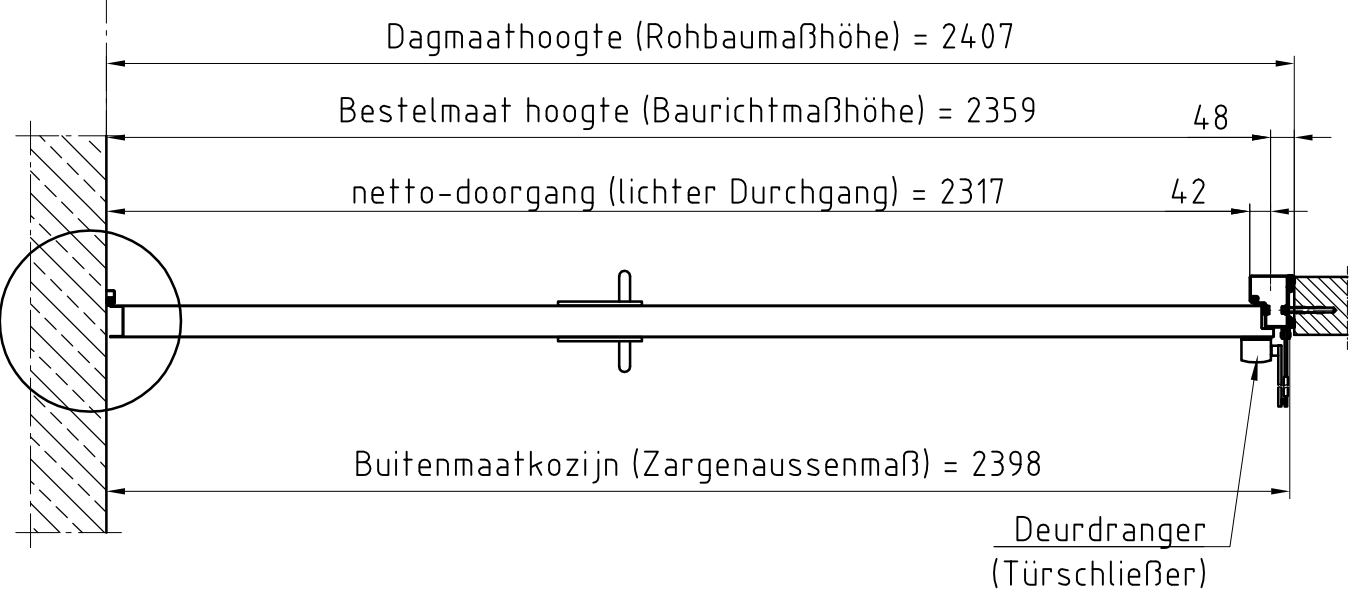 Dagmaathoogte (Rohbaumaßhöhe) = 2407
Bestelmaat hoogte (Baurichtmaßhöhe) = 2359
48
netto-doorgang (lichter Durchgang) = 2317
42
Buitenmaatkozijn (Zargenaussenmaß) = 2398
Deurdranger
(Türschließer)